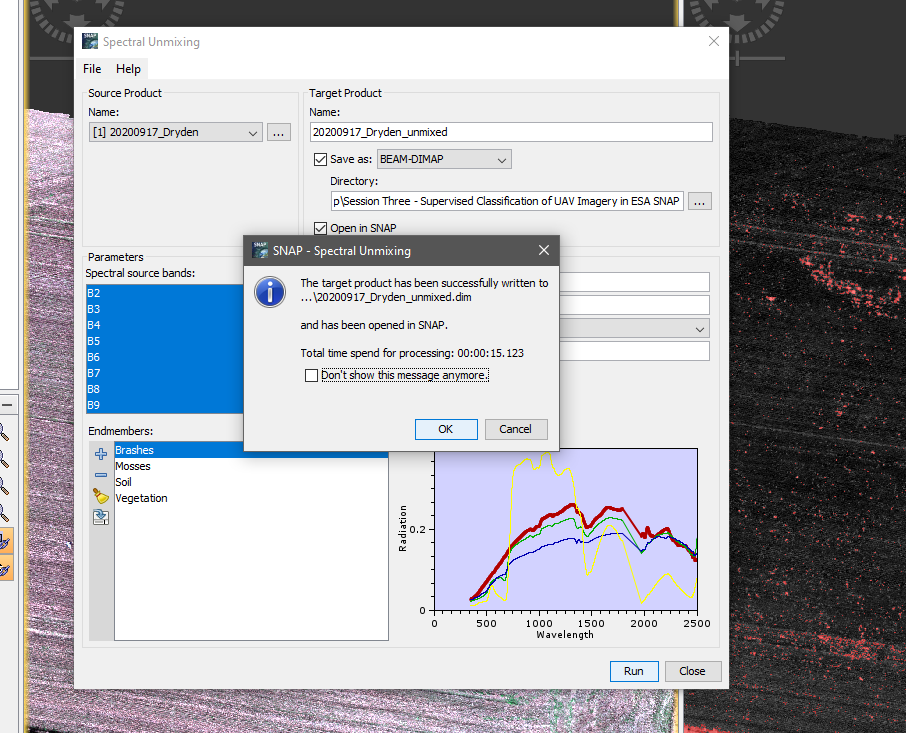 SNAP Spectral Unmixing
File Help
Source Product
Name:
[1] 20200917_Dryden
...
Target Product
Name:
20200917_Dryden_unmixed
Save as: BEAM-DIMAP
Directory:
p\Session Three - Supervised Classification of UAV Imagery in ESA SNAP
...
Open in SNAP
SNAP SNAP - Spectral Unmixing
The target product has been successfully written to
...\20200917_Dryden_unmixed.dim
and has been opened in SNAP.
Total time spend for processing: 00:00:15.123
Don't show this message anymore.
OK Cancel
Parameters
Spectral source bands:
B2
B3
B4
B5
B6
B7
B8
B9
Endmembers:
Brashes
Mosses
Soil
Vegetation
Radiation
0.2
0
0 500 1000 1500 2000 2500
Wavelength
Run Close